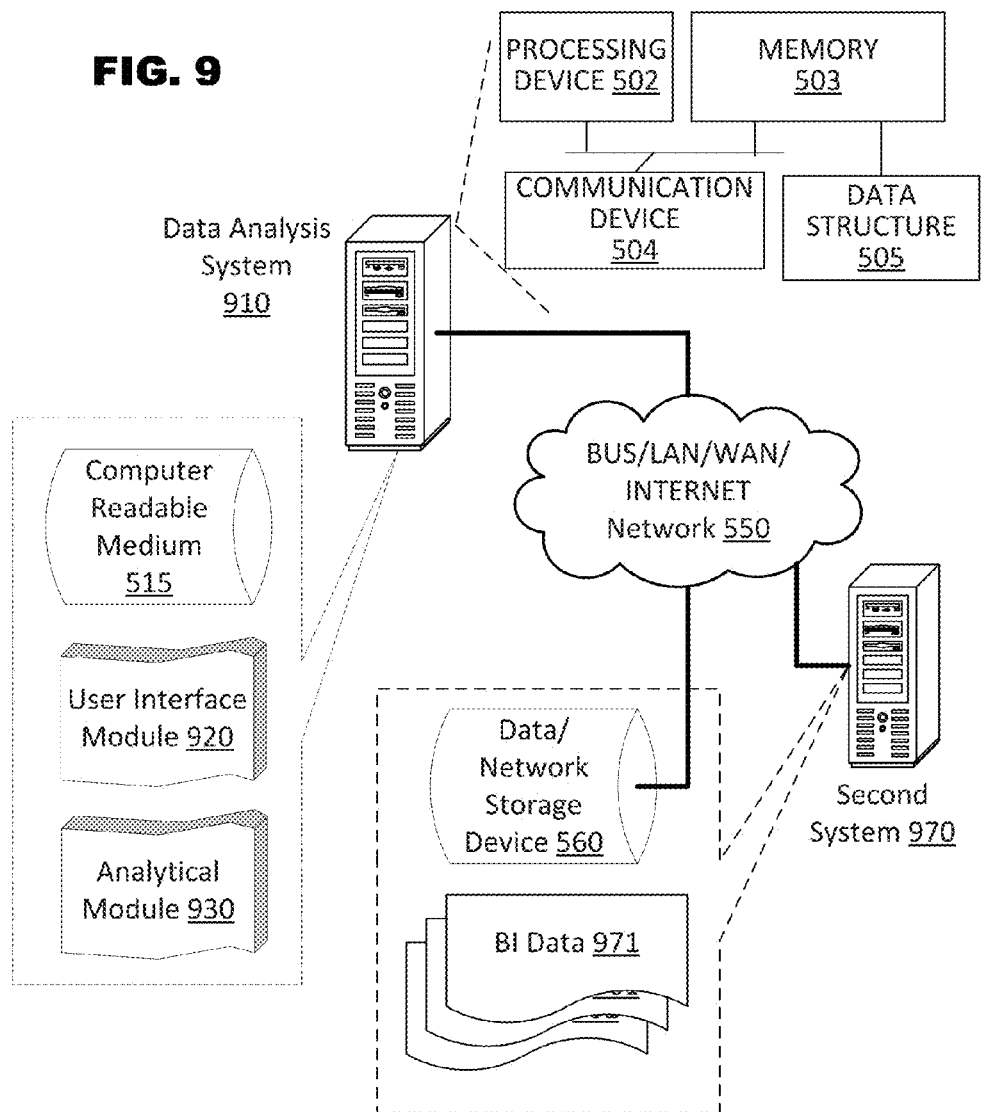 FIG. 9
PROCESSING
DEVICE 502
MEMORY
503
COMMUNICATION
DEVICE
504
DATA
STRUCTURE
505
Data Analysis
System
910
BUS/LAN/WAN/
INTERNET
Network 550
Computer
Readable
Medium
515
User Interface
Module 920
Analytical
Module 930
Data/
Network
Storage
Device 560
Second
System 970
BI Data 971